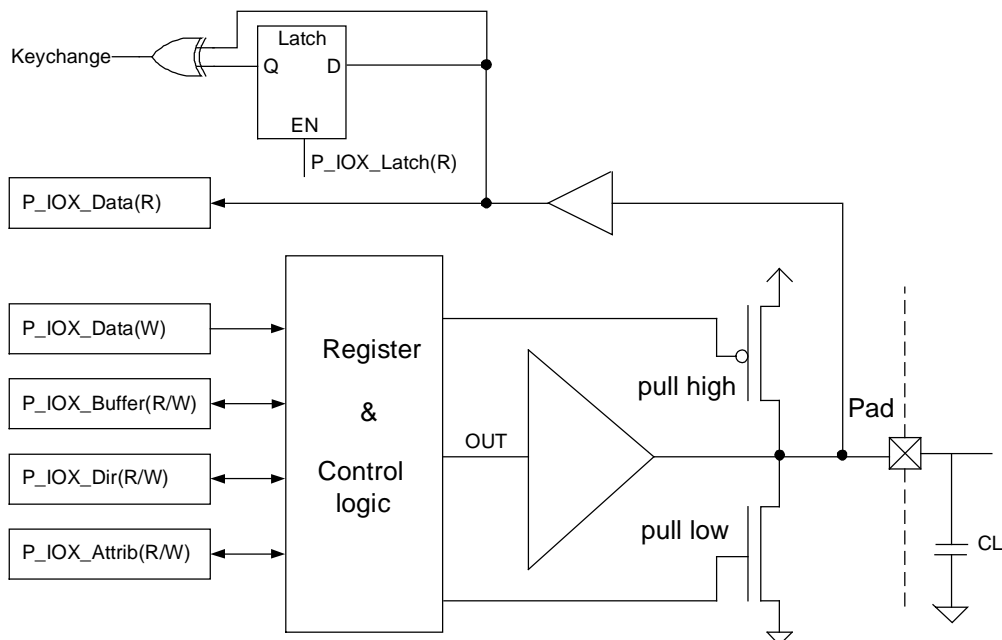 Latch
Keychange
Q
D
EN
P_IOX_Latch(R)
P_IOX_Data(R)
P_IOX_Data(W)
P_IOX_Buffer(R/W)
P_IOX_Dir(R/W)
P_IOX_Attrib(R/W)
Register
&
Control
logic
OUT
pull high
pull low
Pad
CL